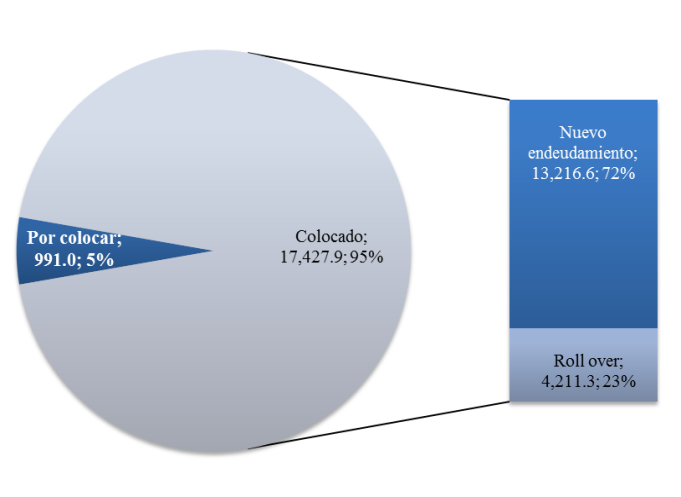 Por colocar;
991.0; 5%
Colocado;
17,427.9; 95%
Nuevo
endeudamiento;
13,216.6; 72%
Roll over;
4,211.3; 23%